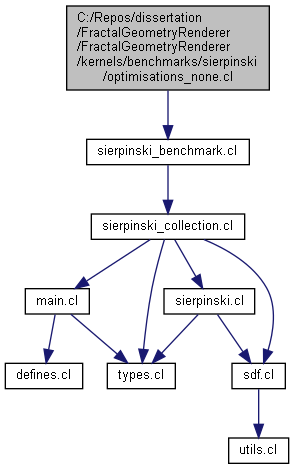 C:/Repos/dissertation
/FractalGeometryRenderer
/FractalGeometryRenderer
/kernels/benchmarks/sierpinski
/optimisations_none.cl
sierpinski_benchmark.cl
sierpinski_collection.cl
main.cl
sierpinski.cl
defines.cl
types.cl
sdf.cl
utils.cl